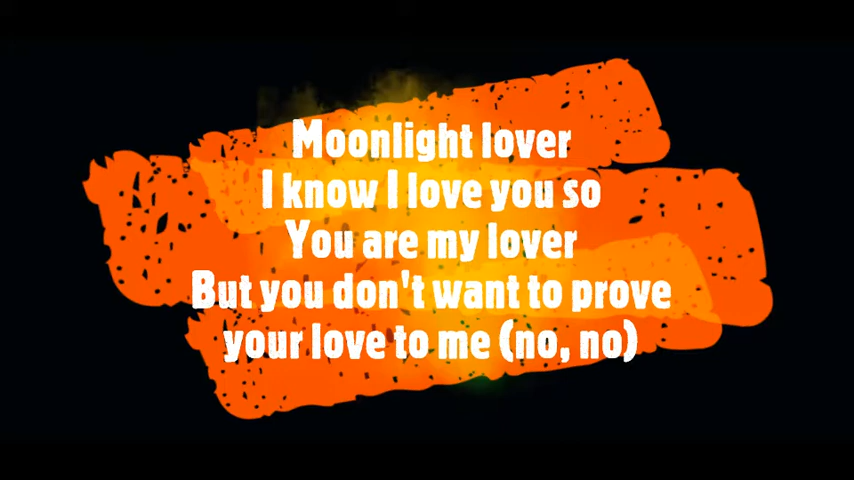 Moonlight lover
I know I love you so
You are my lover
But you don't want to prove
your love to me (no, no)